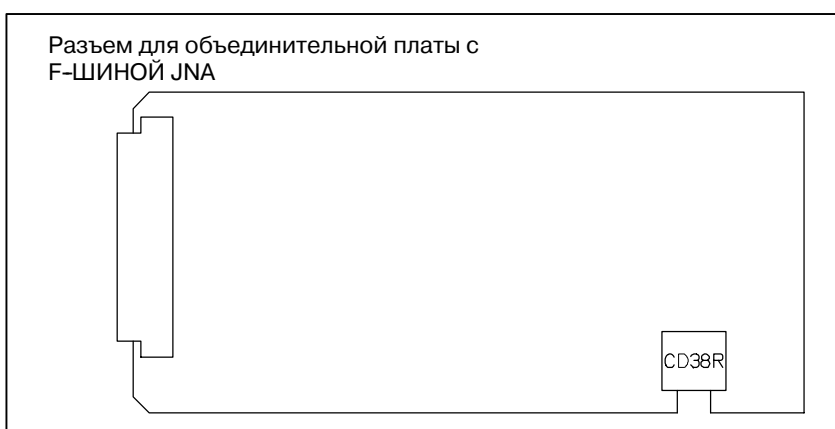 Разъем для объединительной платы с
F-ШИНОЙ JNA
CD38R